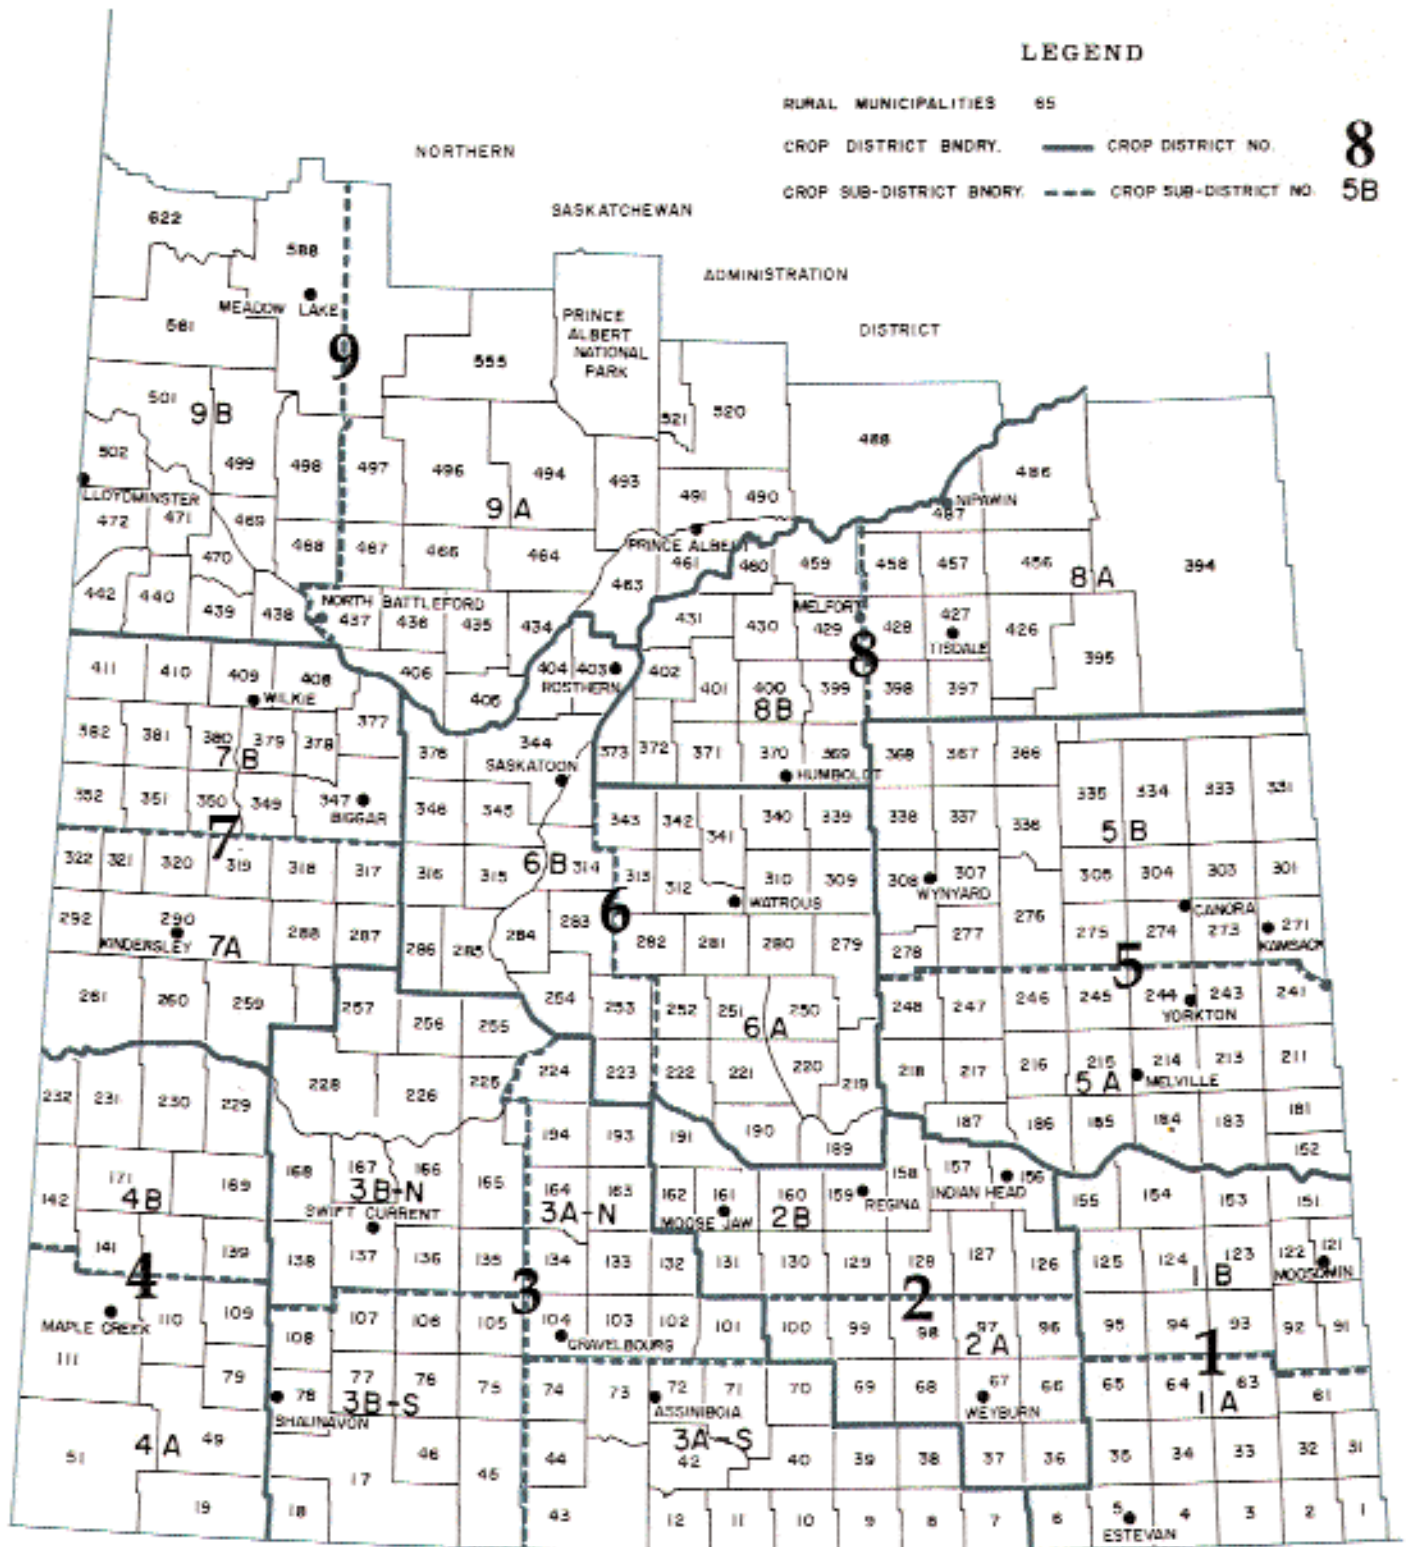 LEGEND
RURAL MUNICIPALITIES 65
CROP DISTRICT BNDRY. CROP DISTRICT NO. 8
CROP SUB-DISTRICT BNDRY. CROP SUB-DISTRICT NO. 5B
NORTHERN
SASKATCHEWAN
ADMINISTRATION
DISTRICT
622
588
MEADOW LAKE
581
9
PRINCE
ALBERT
NATIONAL
PARK
555
501 9B
521 520
488
502
499 498 497 496 494 493
486
491 490
LLOYDMINSTER
9A
NIPAWIN
487
472 471 469
PRINCE ALBERT
470 468 467 466 464
461 460 459 458 457 456
8A
394
463
442 440 439 438
NORTH BATTLEFORD
437 436 435 434
431 430 429 428 427 426
MELFORT
TISDALE
8
395
411 410 409 408
WILKIE
406 405 404 403 402
ROSTHERN
401 400 399 398 397
8B
382 381 380 379 378 377
7B
376 344
SASKATOON
373 372 371 370 369 368 367 366
HUMBOLDT
352 351 350 349 347
BIGGAR
346 345
343 342 341 340 339 338 337 336
335 334 333 331
5B
7
322 321 320 319 318 317 316 315
6B 314
313 312 310 309 308 307
WATROUS
WYNYARD
305 304 303 301
6
292 290
KINDERSLEY 7A
288 287 286 285 284 283
282 281 280 279 278 277 276
275 274 273 271
CANORA
KAMSACK
5
261 260 259 257 256 255 254 253 252 251 250
6A
248 247 246 245 244 243 241
YORKTON
232 231 230 229
228 226 225 224 223 222 221 220 219
218 217 216 215 214 213 211
5A MELVILLE
194 193 191 190 189
187 186 185 184 183 181
152
171 169
4B
142
168 167 166 165
3B-N
SWIFT CURRENT
164 163 162 161 160 159 158 157 156
3A-N
MOOSE JAW
2B
REGINA
INDIAN HEAD
155 154 153 151
141 139 138 137 136 135 134 133 132 131 130 129 128 127 126
125 124 123 122 121
1B MOOSOMIN
4
3
2
MAPLE CREEK
111 110 109
108 107 106 105 104 103 102 101
GRAVELBOURG
100 99 98 97 96
2A
95 94 93 92 91
1
79 78 77 76 75
3B-S
SHAUNAVON
74 73 72 71 70 69 68 67 66
ASSINIBOIA
WEYBURN
65 64 63 61
1A
3A-S
51 49
4A
46 45 44 42 40 39 38 37 36
35 34 33 32 31
19 18 17
43 12 11 10 9 8 7 6 5 4 3 2 1
ESTEVAN